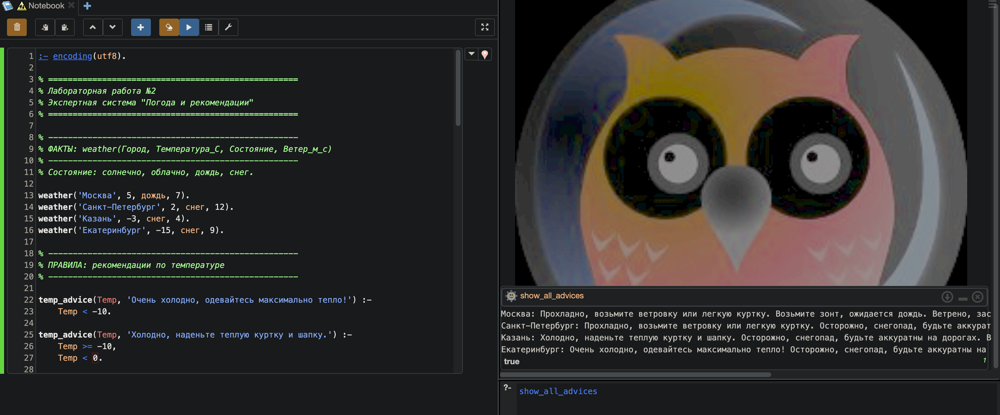 Notebook
1 :- encoding(utf8).
2
3 % ===================================================
4 % Лабораторная работа №2
5 % Экспертная система "Погода и рекомендации"
6 % ===================================================
7
8 % ---------------------------------------------------
9 % ФАКТЫ: weather(Город, Температура_C, Состояние, Ветер_м_с)
10 % ---------------------------------------------------
11 % Состояние: солнечно, облачно, дождь, снег.
12
13 weather('Москва', 5, дождь, 7).
14 weather('Санкт-Петербург', 2, снег, 12).
15 weather('Казань', -3, снег, 4).
16 weather('Екатеринбург', -15, снег, 9).
17
18 % ---------------------------------------------------
19 % ПРАВИЛА: рекомендации по температуре
20 % ---------------------------------------------------
21
22 temp_advice(Temp, 'Очень холодно, одевайтесь максимально тепло!') :-
23 Temp < -10.
24
25 temp_advice(Temp, 'Холодно, наденьте теплую куртку и шапку.') :-
26 Temp >= -10,
27 Temp < 0.
28
show_all_advices
Москва: Прохладно, возьмите ветровку или легкую куртку. Возьмите зонт, ожидается дождь. Ветрено, зас
Санкт-Петербург: Прохладно, возьмите ветровку или легкую куртку. Осторожно, снегопад, будьте аккурат
Казань: Холодно, наденьте теплую куртку и шапку. Осторожно, снегопад, будьте аккуратны на дорогах. В
Екатеринбург: Очень холодно, одевайтесь максимально тепло! Осторожно, снегопад, будьте аккуратны на
true 1
?- show_all_advices